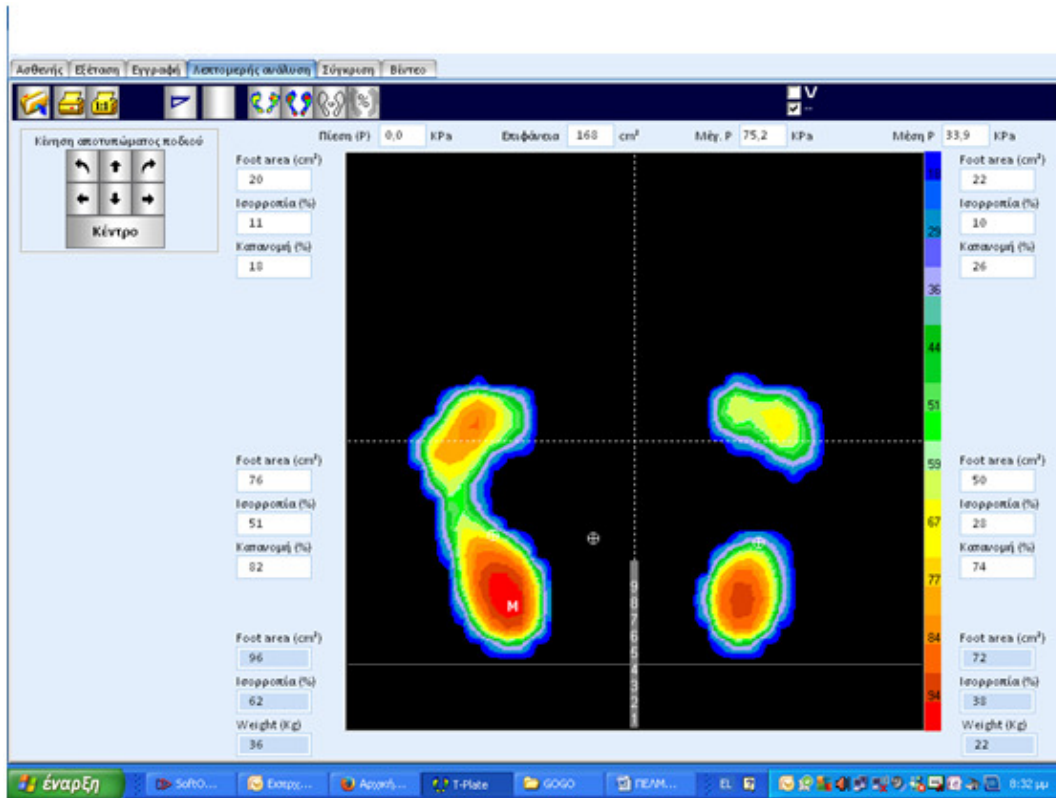 Ασθενής Εξέταση Εγγραφή Λεπτομερής ανάλυση Σύγκριση Βίντεο
V
--
Κίνηση αποτυπώματος ποδιού
Κέντρο
Πίεση (P) 0,0 KPa Επιφάνεια 168 cm² Μέγ. P 75,2 KPa Μέση P 33,9 KPa
Foot area (cm²)
20
Ισορροπία (%)
11
Κατανομή (%)
18
Foot area (cm²)
76
Ισορροπία (%)
51
Κατανομή (%)
82
Foot area (cm²)
96
Ισορροπία (%)
62
Weight (Kg)
36
M
9
8
7
6
5
4
3
2
1
29
36
44
51
59
67
77
84
94
Foot area (cm²)
22
Ισορροπία (%)
10
Κατανομή (%)
26
Foot area (cm²)
50
Ισορροπία (%)
28
Κατανομή (%)
74
Foot area (cm²)
72
Ισορροπία (%)
38
Weight (Kg)
22
έναρξη SoftO... Αρχική... T-Plate GOGO ΠΕΛΜ... EL 8:32 μμ